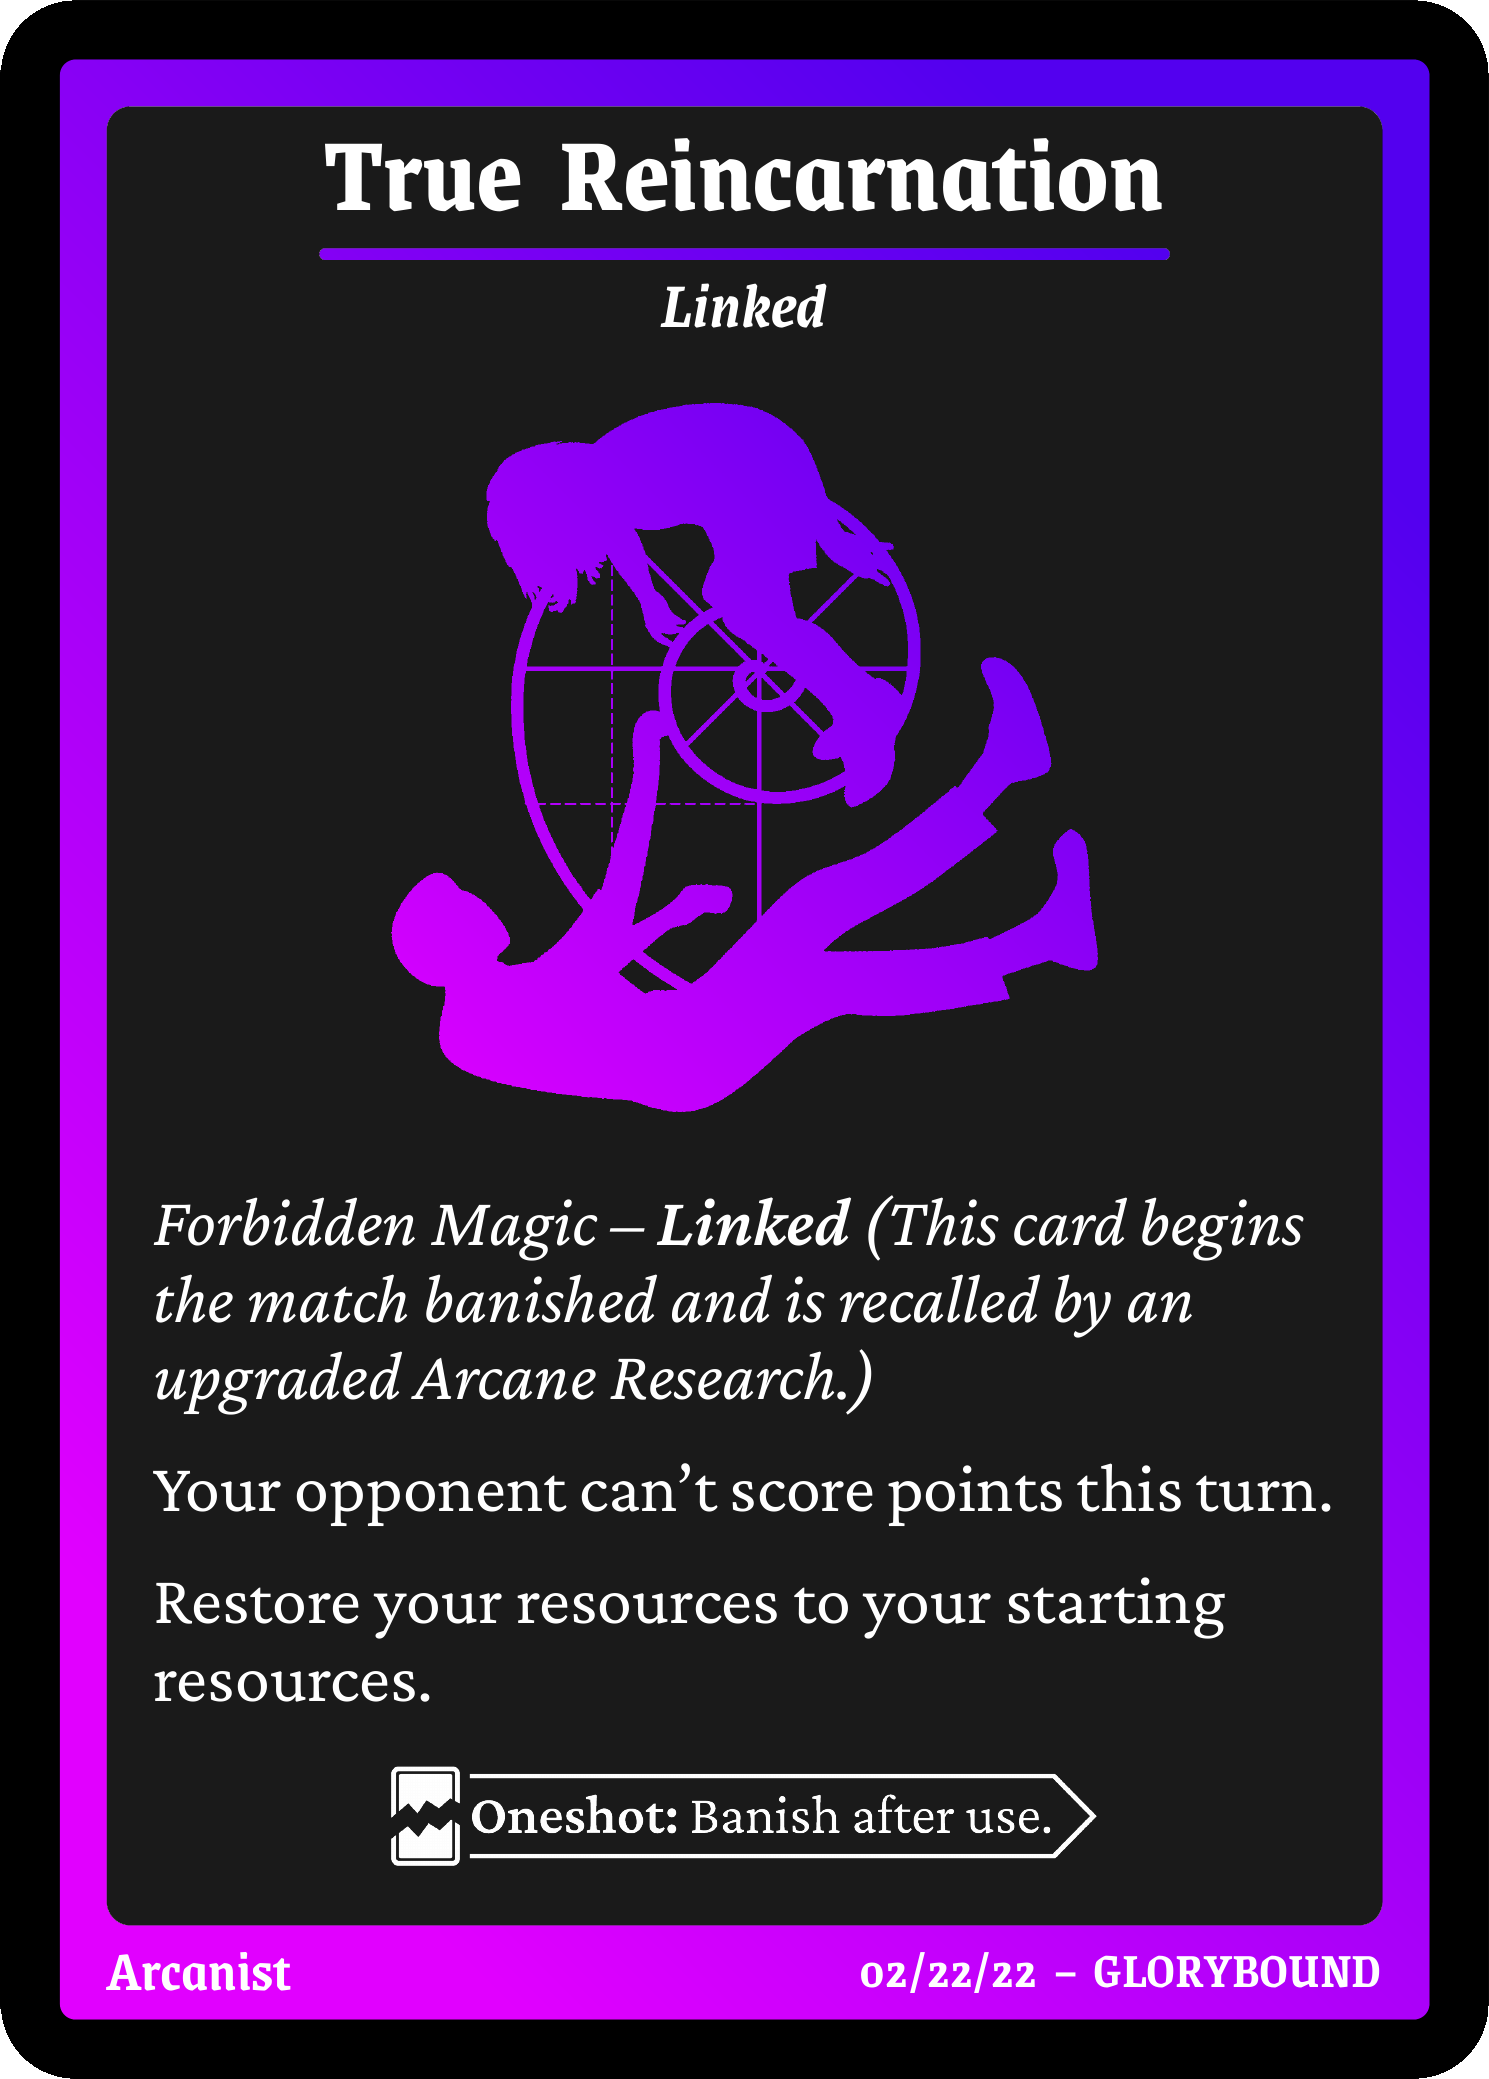 True Reincarnation
Linked
Forbidden Magic – Linked (This card begins
the match banished and is recalled by an
upgraded Arcane Research.)
Your opponent can’t score points this turn.
Restore your resources to your starting
resources.
Oneshot: Banish after use.
Arcanist
02/22/22 – GLORYBOUND